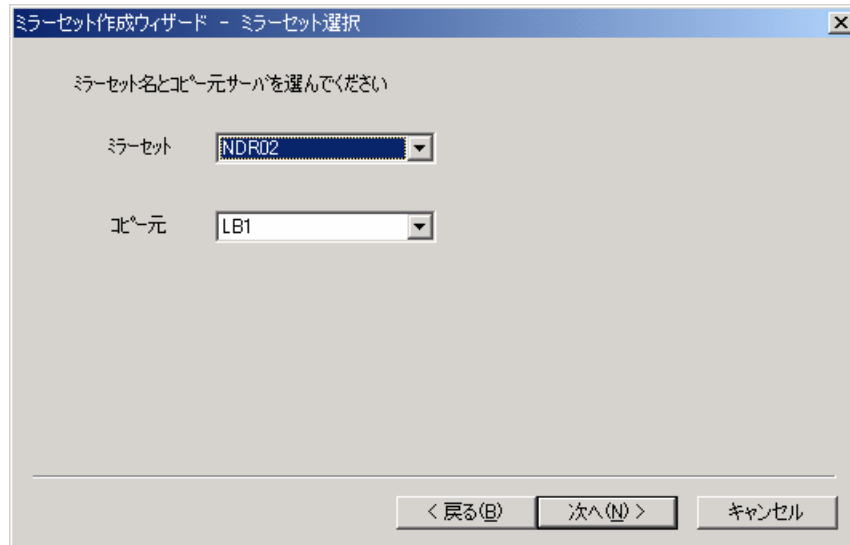 ミラーセット作成ウィザード - ミラーセット選択
ﾐﾗｰｾｯﾄ名とｺﾋﾟｰ元ｻｰﾊﾞを選んでください
ﾐﾗｰｾｯﾄ NDR02
ｺﾋﾟｰ元 LB1
< 戻る(B) 次へ(N) > キャンセル